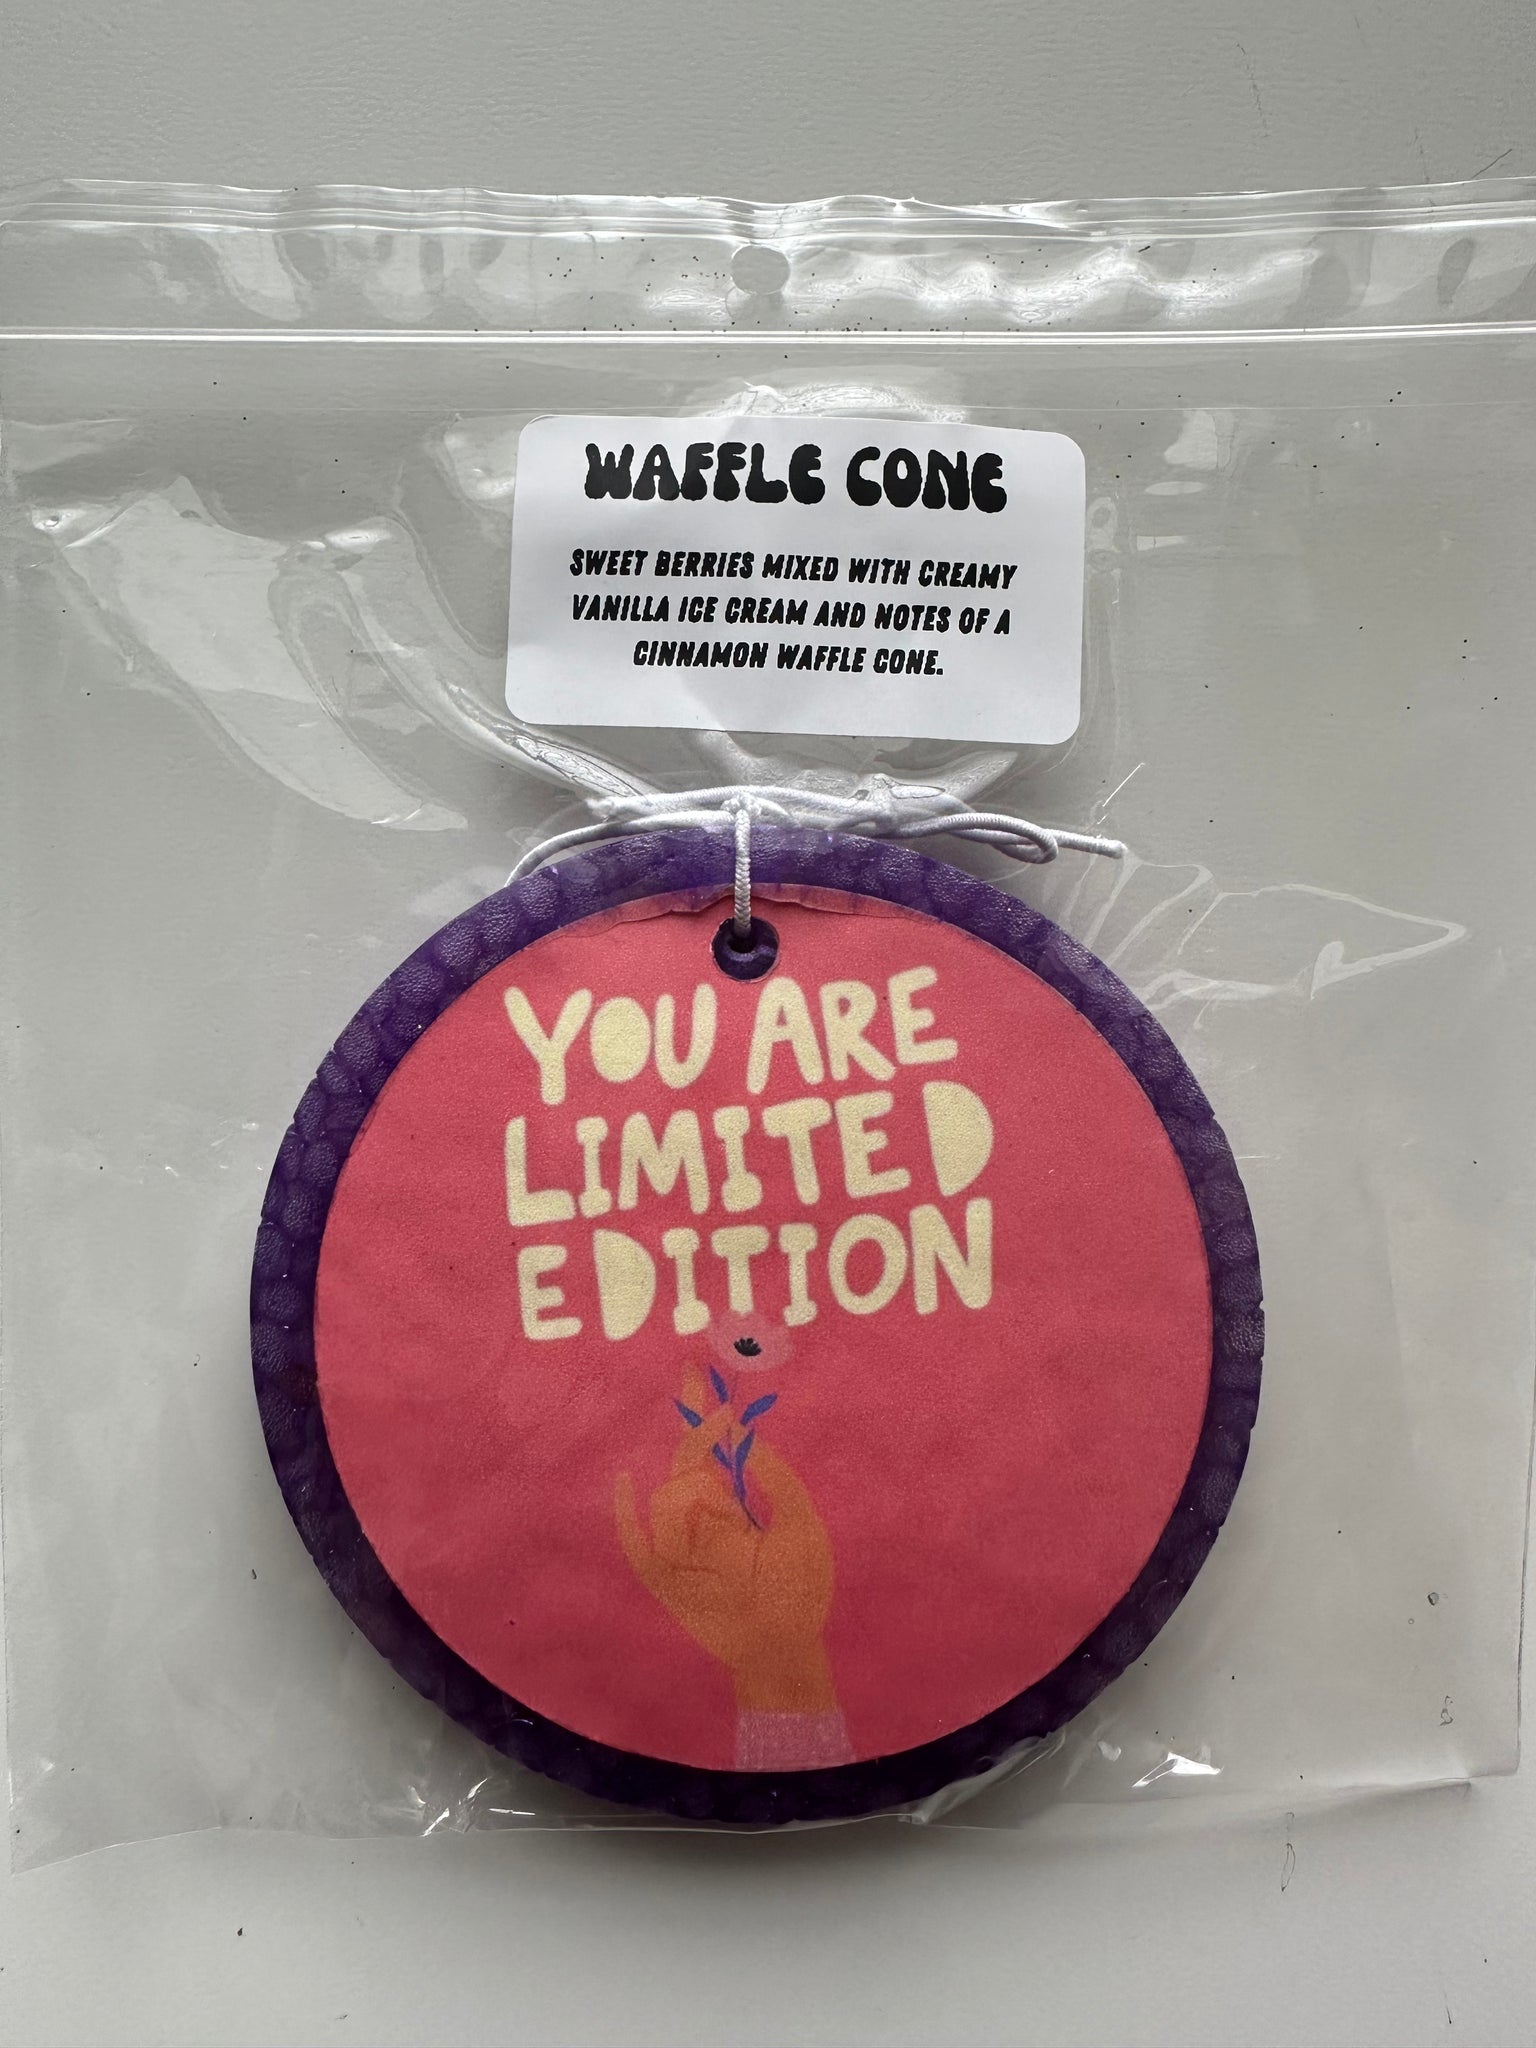 WAFFLE CONE
SWEET BERRIES MIXED WITH CREAMY
VANILLA ICE CREAM AND NOTES OF A
CINNAMON WAFFLE CONE.
YOU ARE
LIMITED
EDITION